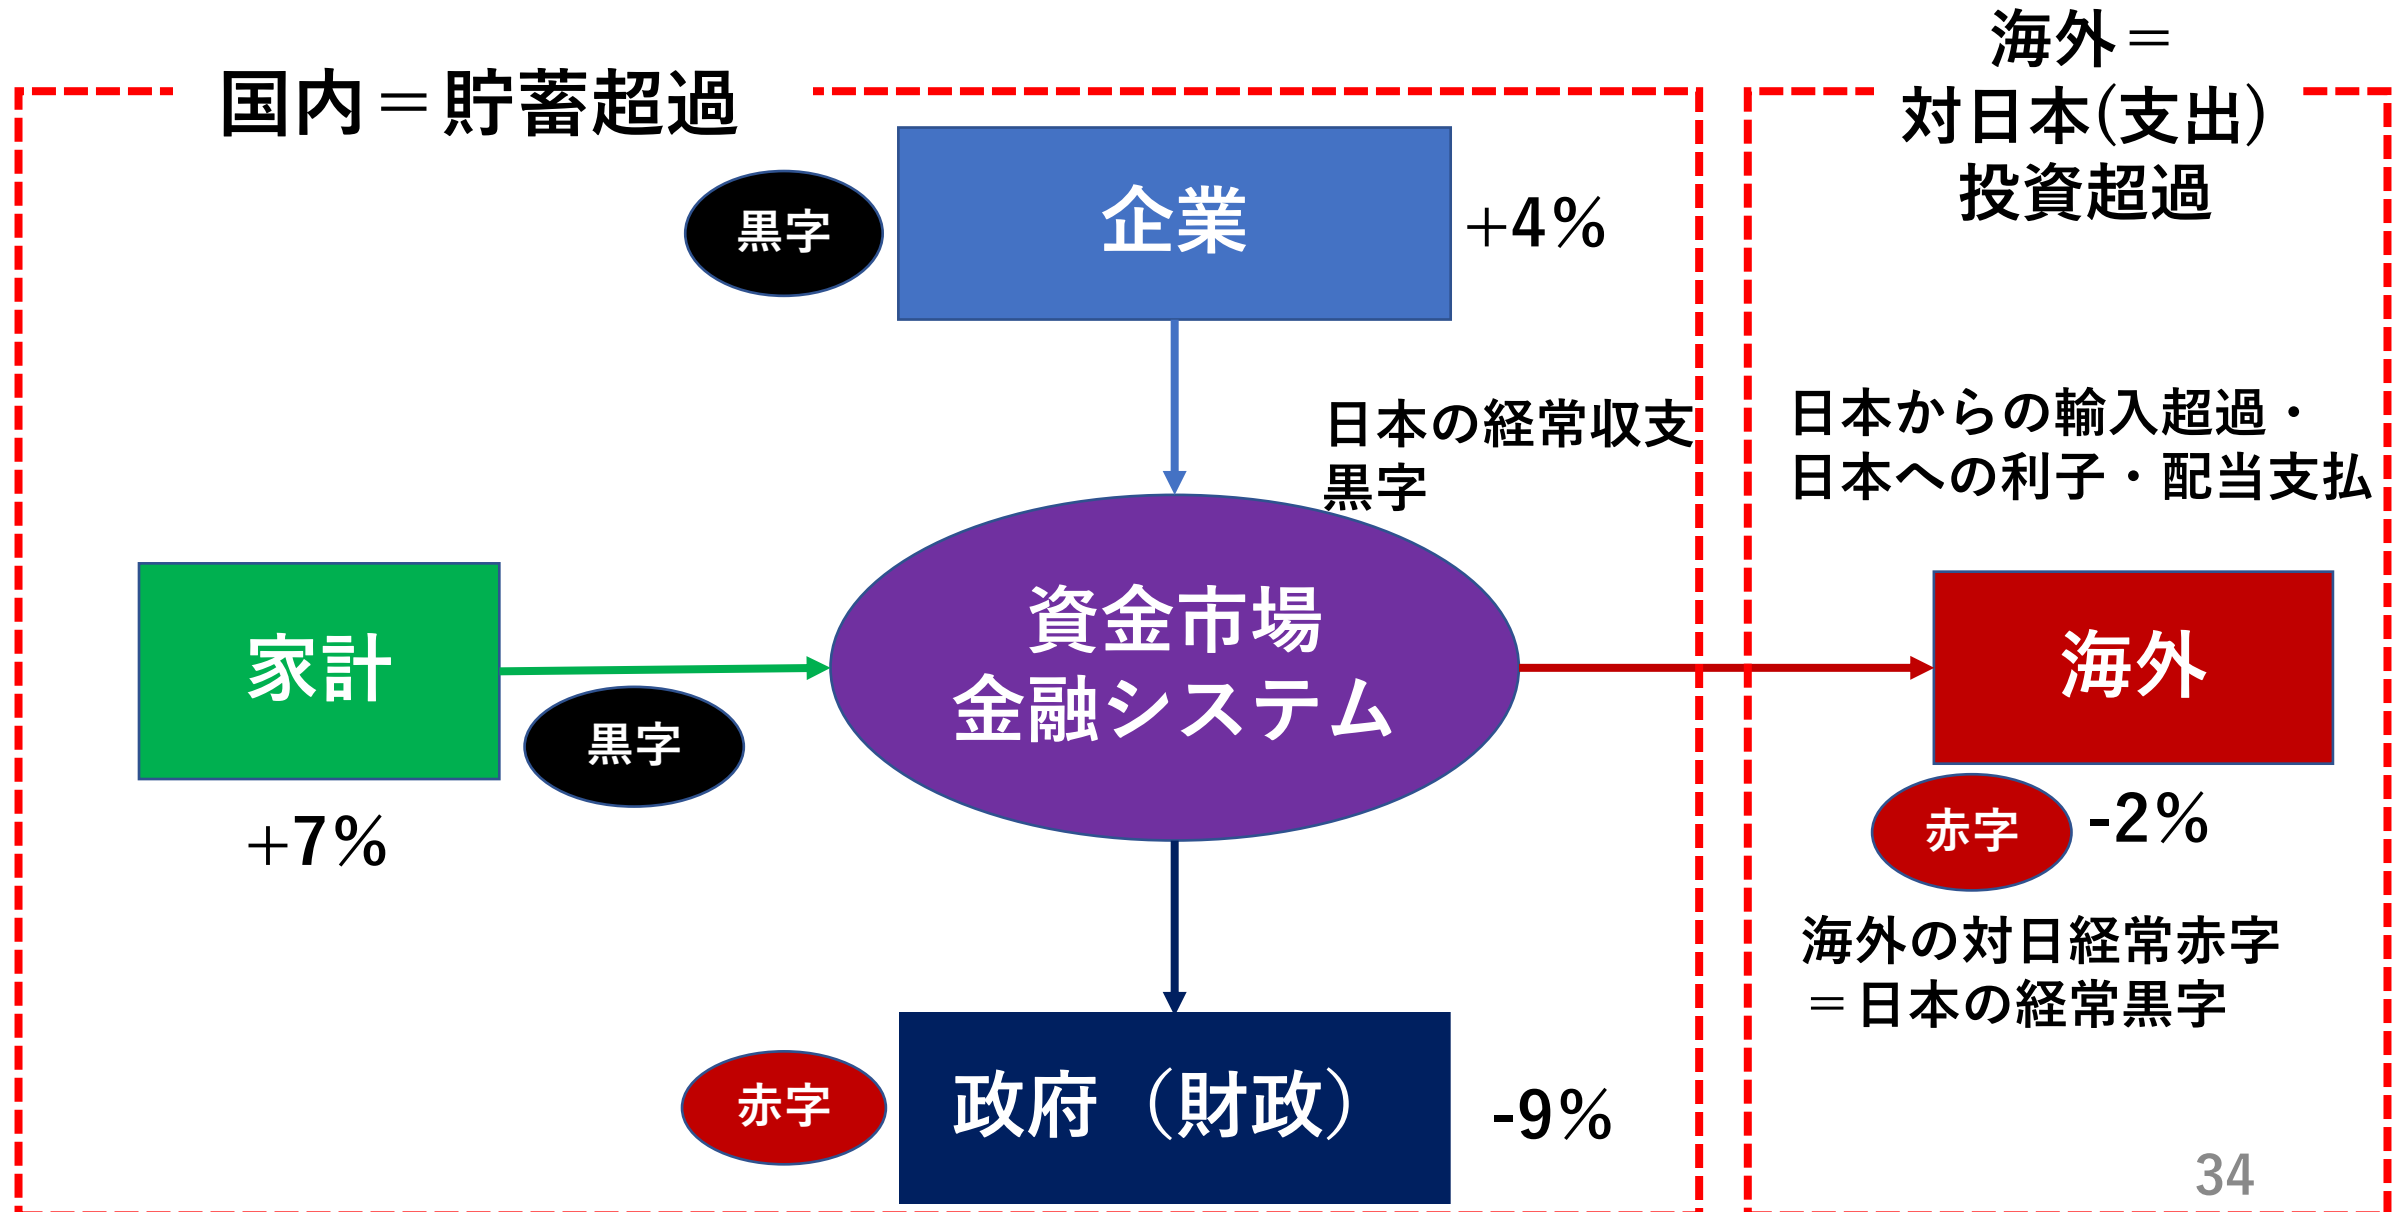 国内＝貯蓄超過
海外＝
対日本(支出)
投資超過
黒字
企業
+4%
日本の経常収支
黒字
日本からの輸入超過・
日本への利子・配当支払
家計
黒字
+7%
資金市場
金融システム
海外
赤字
-2%
海外の対日経常赤字
＝日本の経常黒字
赤字
政府（財政）
-9%
34